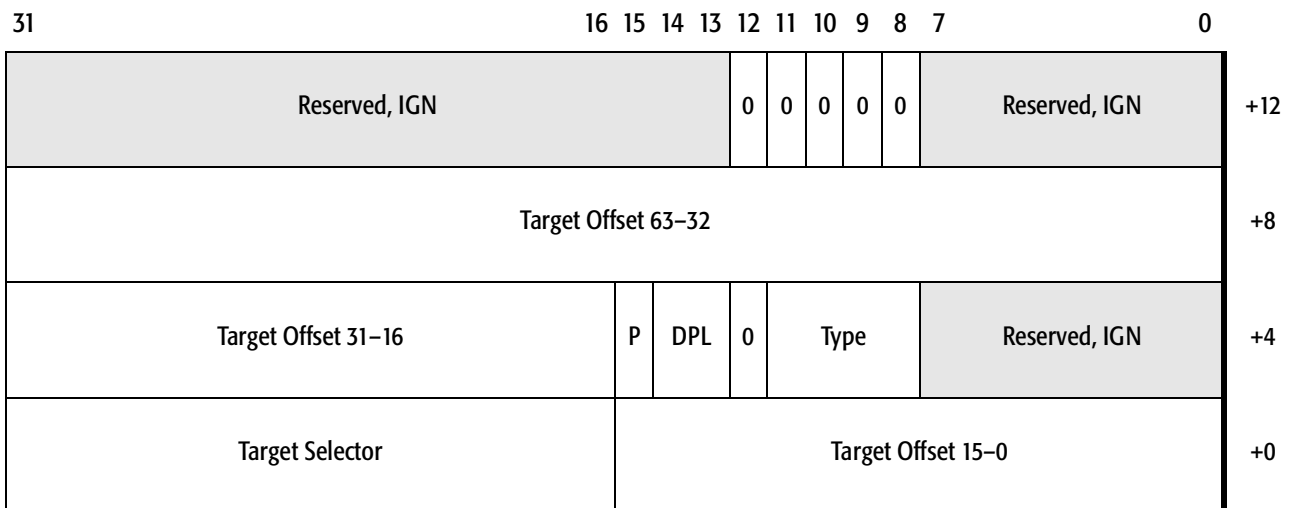 31 16 15 14 13 12 11 10 9 8 7 0
Reserved, IGN 0 0 0 0 0 Reserved, IGN +12
Target Offset 63–32 +8
Target Offset 31–16 P DPL 0 Type Reserved, IGN +4
Target Selector Target Offset 15–0 +0